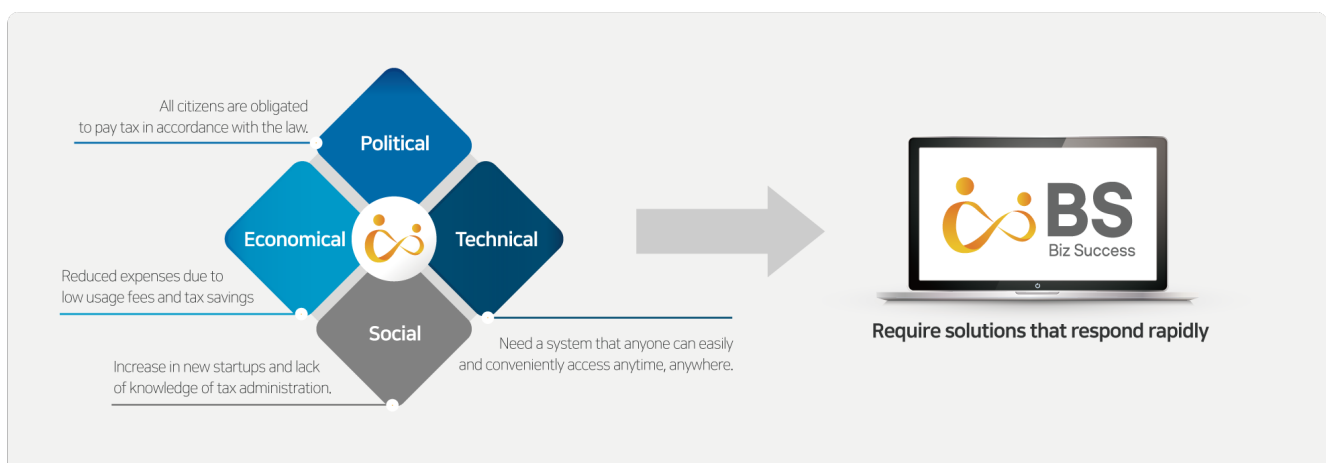 All citizens are obligated
to pay tax in accordance with the law.
Political
Economical
Technical
Reduced expenses due to
low usage fees and tax savings
Social
Need a system that anyone can easily
and conveniently access anytime, anywhere.
Increase in new startups and lack
of knowledge of tax administration.
BS
Biz Success
Require solutions that respond rapidly